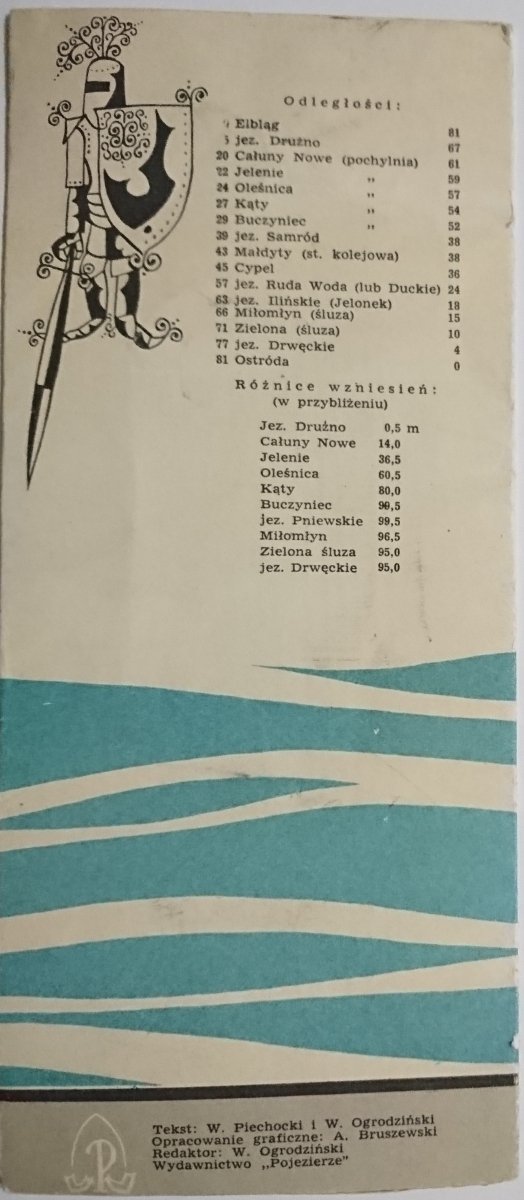 Odległości:
Elbląg 81
jez. Drużno 67
20 Całuny Nowe (pochylnia) 61
22 Jelenie „ 59
24 Oleśnica „ 57
27 Kąty „ 54
29 Buczyniec „ 52
39 jez. Samród 38
43 Małdyty (st. kolejowa) 38
45 Cypel 36
57 jez. Ruda Woda (lub Duckie) 24
63 jez. Ilińskie (Jelonek) 18
66 Miłomłyn (śluza) 15
71 Zielona (śluza) 10
77 jez. Drwęckie 4
81 Ostróda 0
Różnice wzniesień:
(w przybliżeniu)
Jez. Drużno 0,5 m
Całuny Nowe 14,0
Jelenie 36,5
Oleśnica 60,5
Kąty 80,0
Buczyniec 99,5
jez. Pniewskie 99,5
Miłomłyn 96,5
Zielona śluza 95,0
jez. Drwęckie 95,0
Tekst: W. Piechocki i W. Ogrodziński
Opracowanie graficzne: A. Bruszewski
Redaktor: W. Ogrodziński
Wydawnictwo „Pojezierze"
P